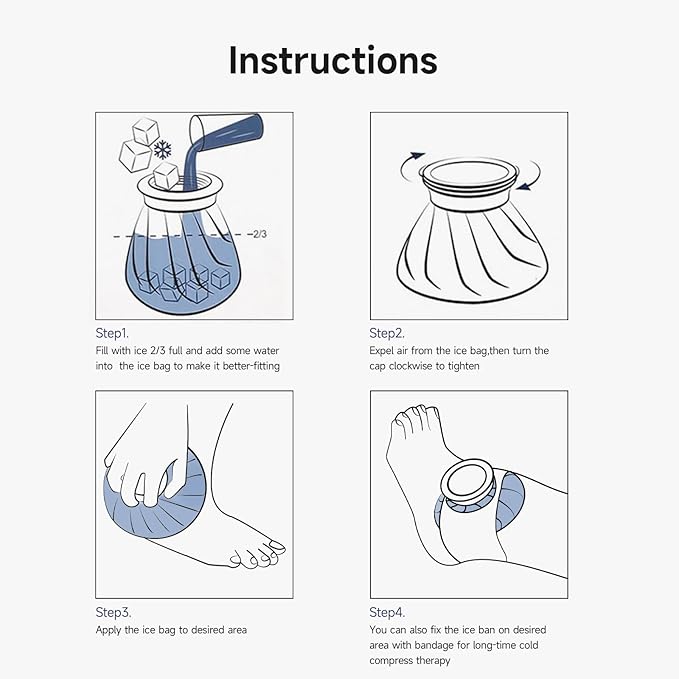 Instructions
2/3
Step1.
Fill with ice 2/3 full and add some water
into the ice bag to make it better-fitting
Step2.
Expel air from the ice bag,then turn the
cap clockwise to tighten
Step3.
Apply the ice bag to desired area
Step4.
You can also fix the ice ban on desired
area with bandage for long-time cold
compress therapy